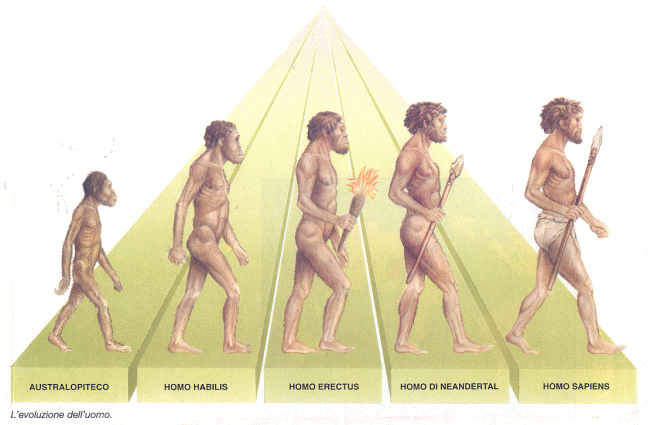 AUSTRALOPITECO
HOMO HABILIS
HOMO ERECTUS
HOMO DI NEANDERTAL
HOMO SAPIENS
L'evoluzione dell'uomo.